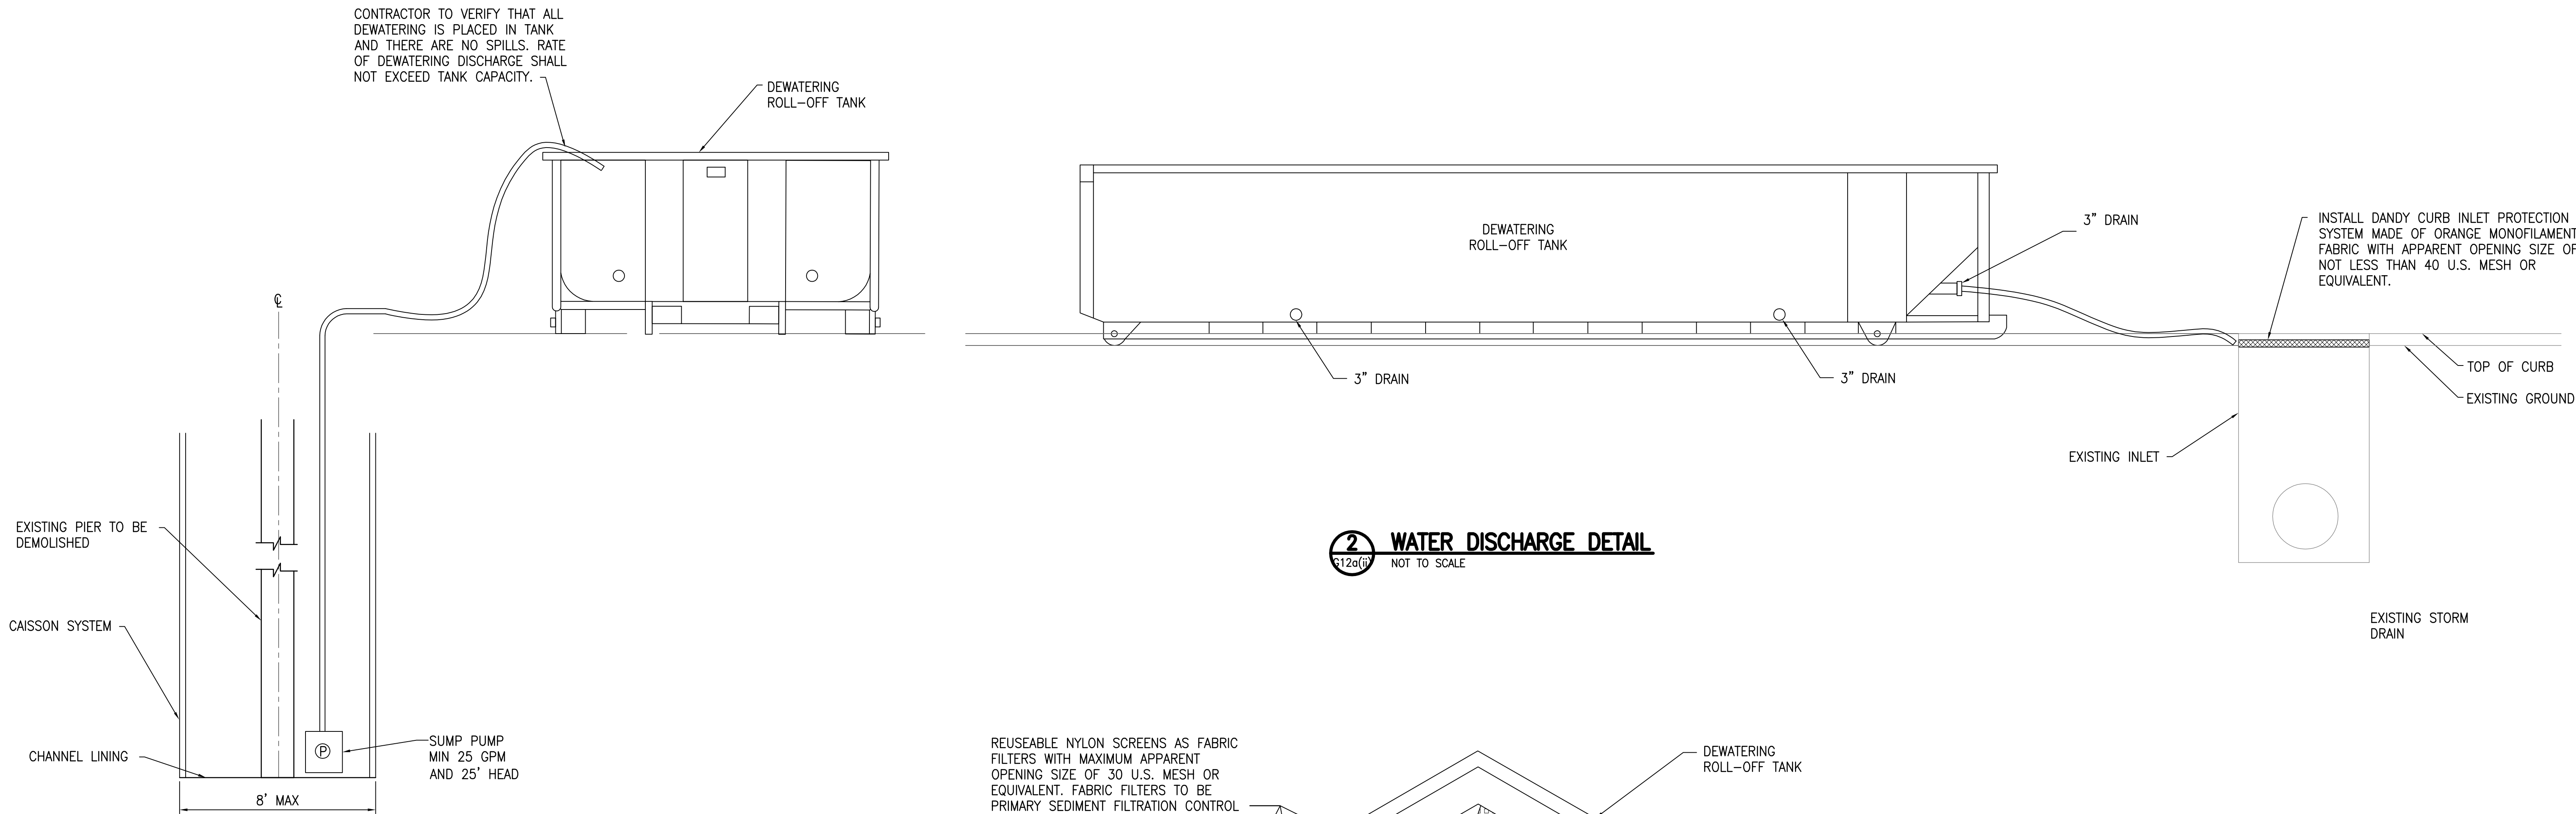 CONTRACTOR TO VERIFY THAT ALL
DEWATERING IS PLACED IN TANK
AND THERE ARE NO SPILLS. RATE
OF DEWATERING DISCHARGE SHALL
NOT EXCEED TANK CAPACITY.
DEWATERING
ROLL-OFF TANK
℄
EXISTING PIER TO BE
DEMOLISHED
CAISSON SYSTEM
CHANNEL LINING
P
SUMP PUMP
MIN 25 GPM
AND 25' HEAD
8' MAX
DEWATERING
ROLL-OFF TANK
3" DRAIN
3" DRAIN
3" DRAIN
INSTALL DANDY CURB INLET PROTECTION
SYSTEM MADE OF ORANGE MONOFILAMENT
FABRIC WITH APPARENT OPENING SIZE OF
NOT LESS THAN 40 U.S. MESH OR
EQUIVALENT.
TOP OF CURB
EXISTING GROUND
EXISTING INLET
EXISTING STORM
DRAIN
2
G12a(ii)
WATER DISCHARGE DETAIL
NOT TO SCALE
REUSEABLE NYLON SCREENS AS FABRIC
FILTERS WITH MAXIMUM APPARENT
OPENING SIZE OF 30 U.S. MESH OR
EQUIVALENT. FABRIC FILTERS TO BE
PRIMARY SEDIMENT FILTRATION CONTROL
DEWATERING
ROLL-OFF TANK